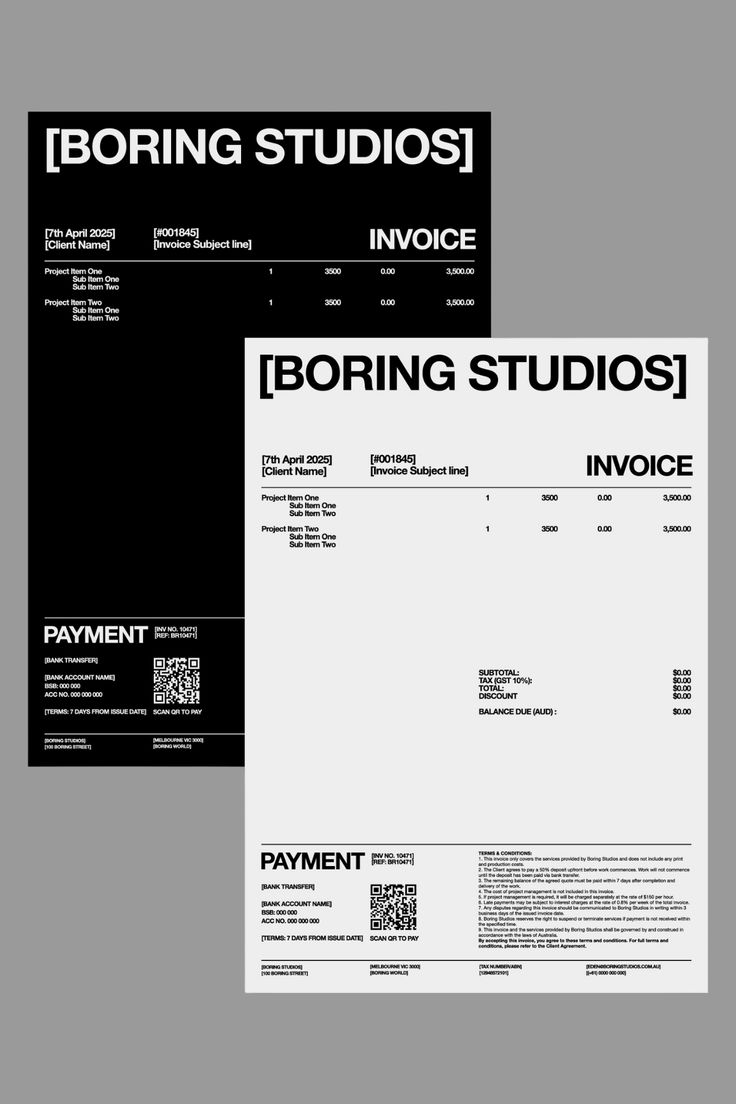 [BORING STUDIOS]
[7th April 2025]
[Client Name]
[#001845]
[Invoice Subject line]
INVOICE
Project Item One 1 3500 0.00 3,500.00
Sub Item One
Sub Item Two
Project Item Two 1 3500 0.00 3,500.00
Sub Item One
Sub Item Two
PAYMENT
[INV NO. 10471]
[REF: BR10471]
[BANK TRANSFER]
[BANK ACCOUNT NAME]
BSB: 000 000
ACC NO. 000 000 000
[TERMS: 7 DAYS FROM ISSUE DATE]
SCAN QR TO PAY
[BORING STUDIOS]
[100 BORING STREET]
[MELBOURNE VIC 3000]
[BORING WORLD]
[BORING STUDIOS]
[7th April 2025]
[Client Name]
[#001845]
[Invoice Subject line]
INVOICE
Project Item One 1 3500 0.00 3,500.00
Sub Item One
Sub Item Two
Project Item Two 1 3500 0.00 3,500.00
Sub Item One
Sub Item Two
SUBTOTAL: $0.00
TAX (GST 10%): $0.00
TOTAL: $0.00
DISCOUNT $0.00
BALANCE DUE (AUD) : $0.00
PAYMENT
[INV NO. 10471]
[REF: BR10471]
[BANK TRANSFER]
[BANK ACCOUNT NAME]
BSB: 000 000
ACC NO. 000 000 000
[TERMS: 7 DAYS FROM ISSUE DATE]
SCAN QR TO PAY
TERMS & CONDITIONS:
1. This invoice only covers the services provided by Boring Studios and does not include any print
and production costs.
2. The Client agrees to pay a 50% deposit upfront before work commences. Work will not commence
until the deposit has been paid via bank transfer.
3. The remaining balance of the agreed quote must be paid within 7 days after completion and
delivery of the work.
4. The cost of project management is not included in this invoice.
5. If project management is required, it will be charged separately at the rate of $150 per hour.
6. Late payments may be subject to interest charges at the rate of 0.8% per week of the total invoice.
7. Any disputes regarding this invoice should be communicated to Boring Studios in writing within 3
business days of the issued invoice date.
8. Boring Studios reserves the right to suspend or terminate services if payment is not received within
the specified time.
9. This invoice and the services provided by Boring Studios shall be governed by and construed in
accordance with the laws of Australia.
By accepting this invoice, you agree to these terms and conditions. For full terms and
conditions, please refer to the Client Agreement.
[BORING STUDIOS]
[100 BORING STREET]
[MELBOURNE VIC 3000]
[BORING WORLD]
[TAX NUMBER/ABN]
[12948572101]
[EDEN@BORINGSTUDIOS.COM.AU]
[(+61) 0000 000 000]